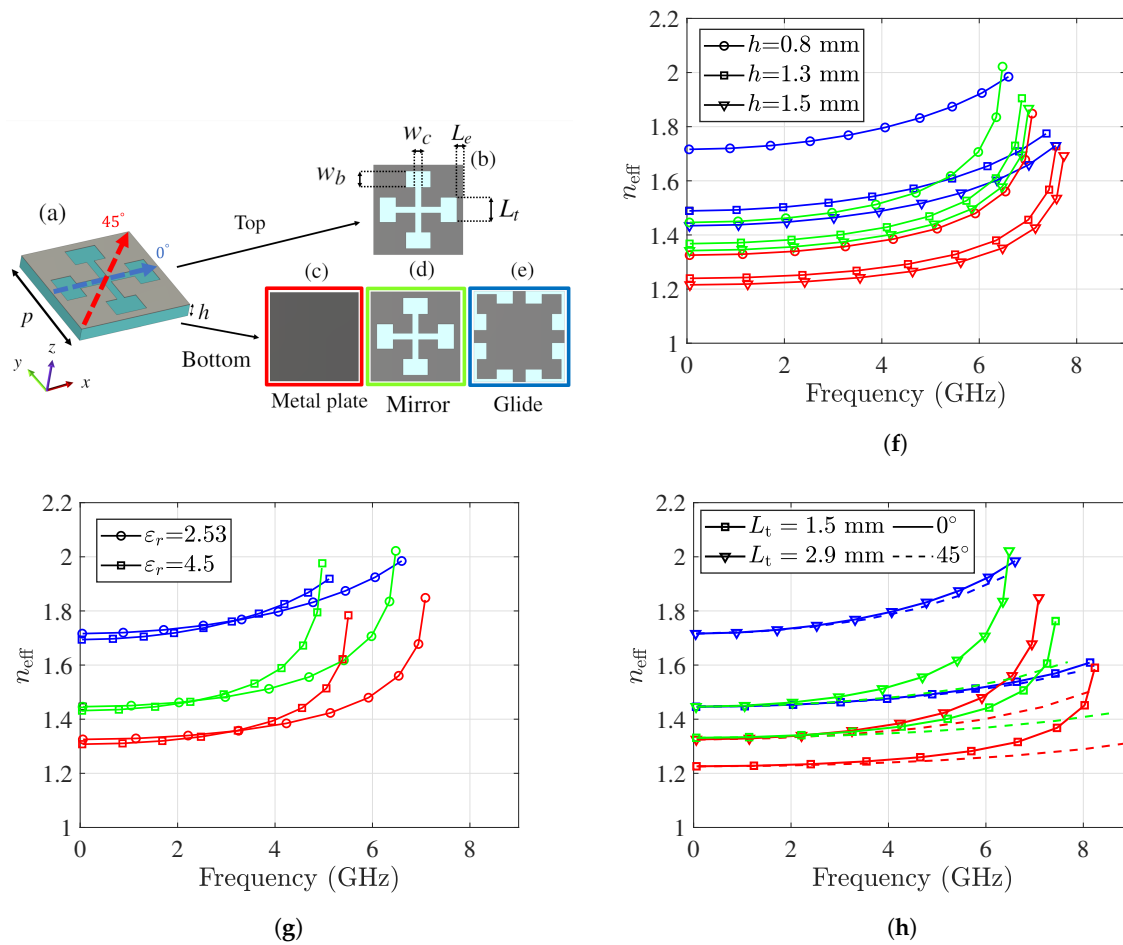 (a)
45°
0°
p
h
y
z
x
Top
Bottom
w_c
L_e
(b)
w_b
L_t
(c)
(d)
(e)
Metal plate
Mirror
Glide
2.2
2
1.8
1.6
1.4
1.2
1
n_eff
h=0.8 mm
h=1.3 mm
h=1.5 mm
0 2 4 6 8
Frequency (GHz)
(f)
2.2
2
1.8
1.6
1.4
1.2
1
n_eff
ε_r=2.53
ε_r=4.5
0 2 4 6 8
Frequency (GHz)
(g)
2.2
2
1.8
1.6
1.4
1.2
1
n_eff
L_t = 1.5 mm 0°
L_t = 2.9 mm 45°
0 2 4 6 8
Frequency (GHz)
(h)